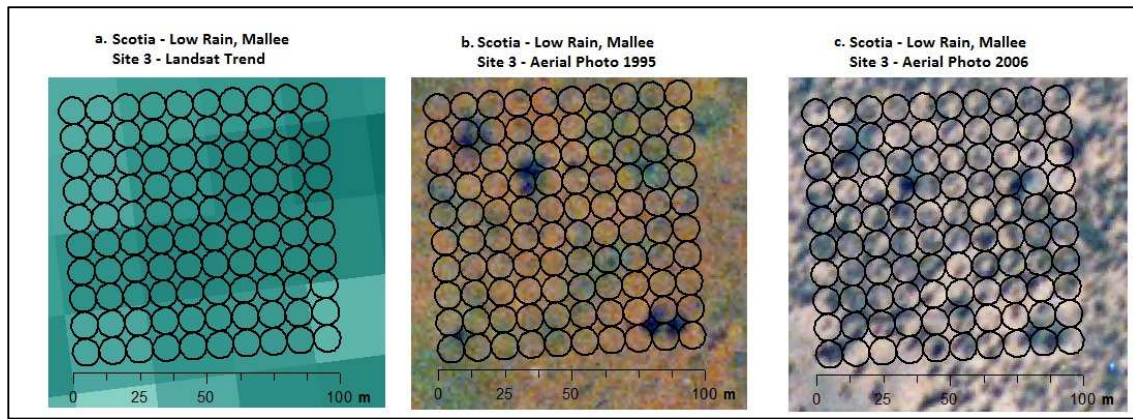 a. Scotia - Low Rain, Mallee
Site 3 - Landsat Trend
b. Scotia - Low Rain, Mallee
Site 3 - Aerial Photo 1995
c. Scotia - Low Rain, Mallee
Site 3 - Aerial Photo 2006
0 25 50 100 m
0 25 50 100 m
0 25 50 100 m